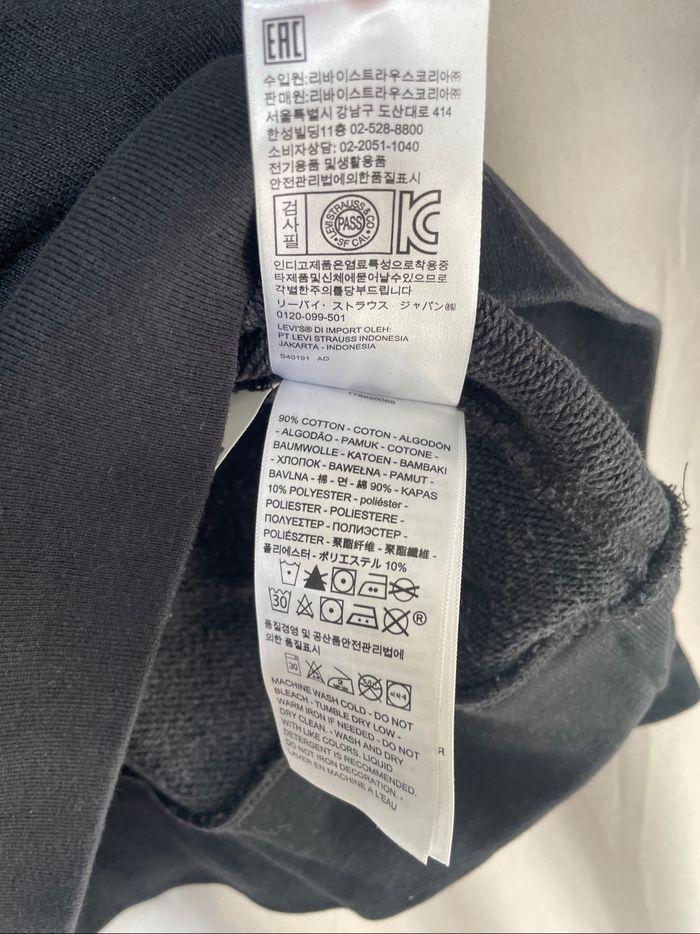 EAC
수입원:리바이스트라우스코리아㈜
판매원:리바이스트라우스코리아㈜
서울특별시 강남구 도산대로 414
한성빌딩11층 02-528-8800
소비자상담: 02-2051-1040
전기용품 및생활용품
안전관리법에의한품질표시
검사필
LEVI STRAUSS & CO
PASS
SF CAL
KC
인디고제품은염료특성으로착용중
타제품및신체에묻어날수있으므로
각별한주의를당부드립니다
リーバイ・ストラウス ジャパン㈱
0120-099-501
LEVI'S® DI IMPORT OLEH:
PT LEVI STRAUSS INDONESIA
JAKARTA - INDONESIA
S40191 AD
90% COTTON - COTON - ALGODÓN
- ALGODÃO - PAMUK - COTONE -
BAUMWOLLE - KATOEN - BAMBAKI
- ХЛОПОК - BAWEŁNA - PAMUT -
BAVLNA - 棉 - 면 - 綿 90% - KAPAS
10% POLYESTER - poliéster -
POLIESTER - POLIESTERE -
ΠΟΛΥΕΣΤΕΡ - ПОЛИЭСТЕР -
POLIÉSZTER - 聚酯纤维 - 聚酯纖維 -
폴리에스터 - ポリエステル 10%
30 ®
품질경영 및 공산품안전관리법에
의한 품질표시
30
MACHINE WASH COLD - DO NOT
BLEACH - TUMBLE DRY LOW -
WARM IRON IF NEEDED - DO NOT
DRY CLEAN. - WASH AND DRY
WITH LIKE COLORS. LIQUID
DETERGENT IS RECOMMENDED.
DO NOT IRON DECORATION. -
LAVER EN MACHINE À L'EAU